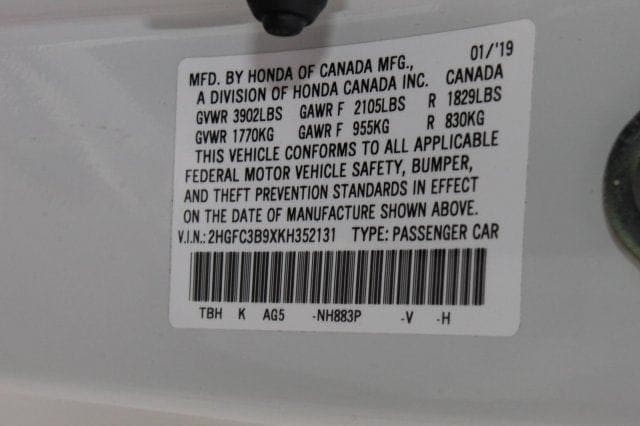 MFD. BY HONDA OF CANADA MFG., 01/'19
A DIVISION OF HONDA CANADA INC. CANADA
GVWR 3902LBS GAWR F 2105LBS R 1829LBS
GVWR 1770KG GAWR F 955KG R 830KG
THIS VEHICLE CONFORMS TO ALL APPLICABLE
FEDERAL MOTOR VEHICLE SAFETY, BUMPER,
AND THEFT PREVENTION STANDARDS IN EFFECT
ON THE DATE OF MANUFACTURE SHOWN ABOVE.
V.I.N.: 2HGFC3B9XKH352131 TYPE: PASSENGER CAR
TBH K AG5 -NH883P -V -H